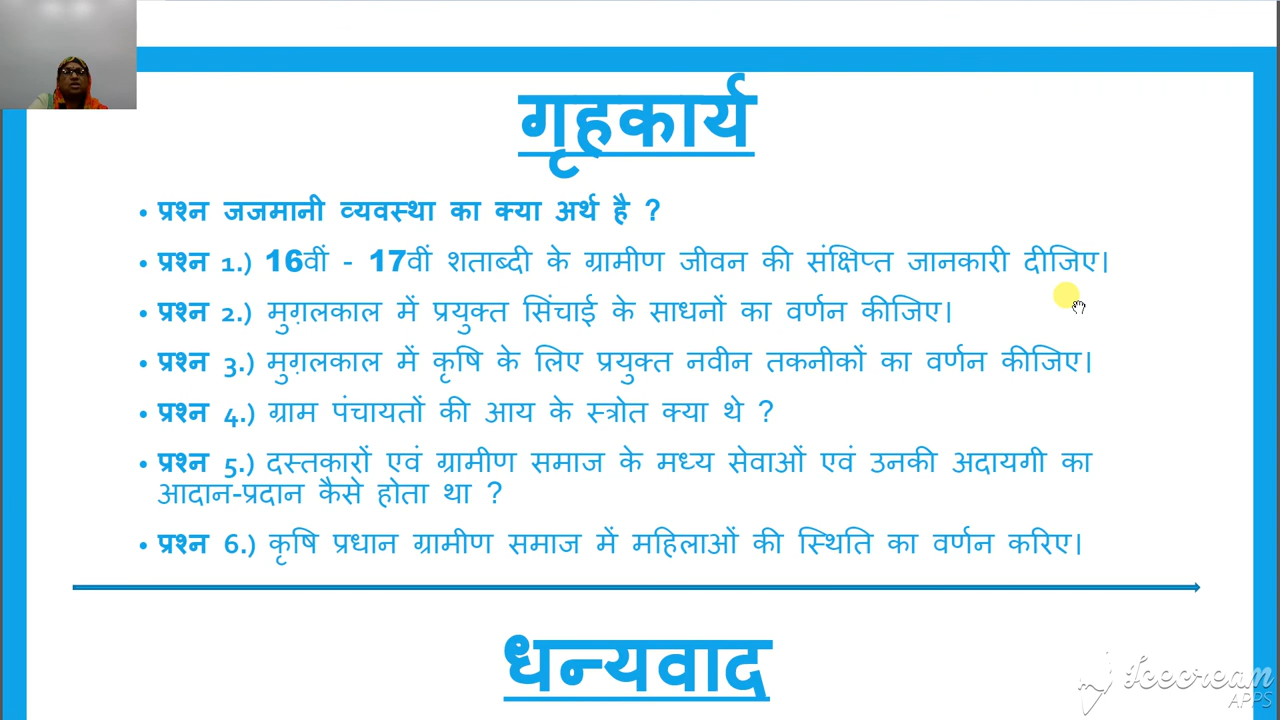 गृहकार्य
• प्रश्न जजमानी व्यवस्था का क्या अर्थ है ?
• प्रश्न 1.) 16वीं - 17वीं शताब्दी के ग्रामीण जीवन की संक्षिप्त जानकारी दीजिए।
• प्रश्न 2.) मुग़लकाल में प्रयुक्त सिंचाई के साधनों का वर्णन कीजिए।
• प्रश्न 3.) मुग़लकाल में कृषि के लिए प्रयुक्त नवीन तकनीकों का वर्णन कीजिए।
• प्रश्न 4.) ग्राम पंचायतों की आय के स्त्रोत क्या थे ?
• प्रश्न 5.) दस्तकारों एवं ग्रामीण समाज के मध्य सेवाओं एवं उनकी अदायगी का
आदान-प्रदान कैसे होता था ?
• प्रश्न 6.) कृषि प्रधान ग्रामीण समाज में महिलाओं की स्थिति का वर्णन करिए।
धन्यवाद
Icecream
APPS